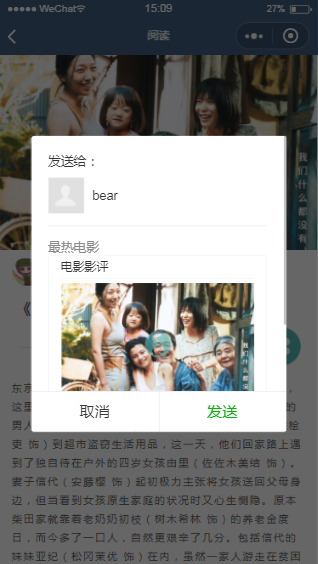 WeChat
15:09
27%
阅读
我们什么都没有
发送给：
bear
最热电影
电影影评
我们什么都没有
取消
发送
《
东京
这里
男人
的
桧
吏 饰）到超市盗窃生活用品，这一天，他们回家路上遇
到了独自待在户外的四岁女孩由里（佐佐木美结 饰）。
妻子信代（安藤樱 饰）起初极力主张将女孩送回父母身
边，但当看到女孩原生家庭的状况时又心生恻隐。原本
柴田家就靠着老奶奶初枝（树木希林 饰）的养老金度
日，而今多了一口人，自然更艰辛了几分。包括信代的
妹妹亚纪（松冈茉优 饰）在内，虽然一家人游走在贫困